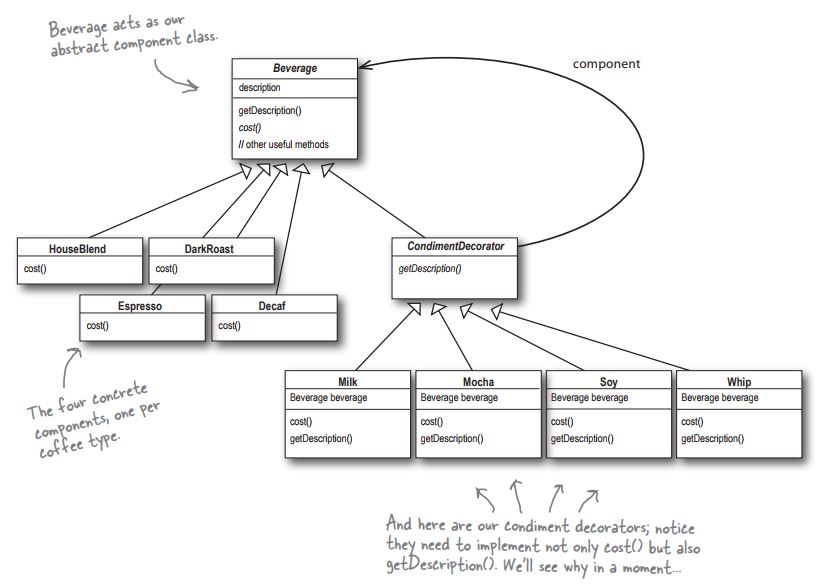 Beverage acts as our
abstract component class.
Beverage
description
getDescription()
cost()
// other useful methods
component
HouseBlend
cost()
DarkRoast
cost()
CondimentDecorator
getDescription()
Espresso
cost()
Decaf
cost()
The four concrete
components, one per
coffee type.
Milk
Beverage beverage
cost()
getDescription()
Mocha
Beverage beverage
cost()
getDescription()
Soy
Beverage beverage
cost()
getDescription()
Whip
Beverage beverage
cost()
getDescription()
And here are our condiment decorators; notice
they need to implement not only cost() but also
getDescription(). We'll see why in a moment...